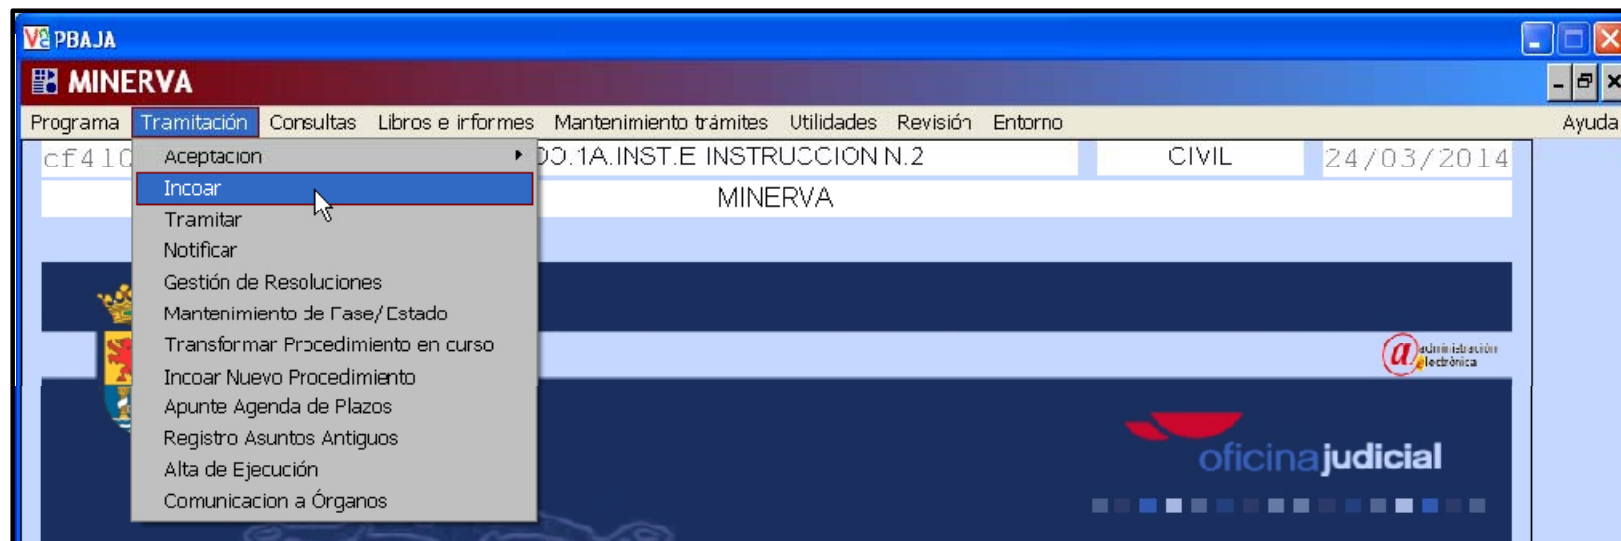 PBAJA
MINERVA
Programa Tramitación Consultas Libros e informes Mantenimiento trámites Utilidades Revisión Entorno Ayuda
cf410 DO.1A.INST.E INSTRUCCION N.2 CIVIL 24/03/2014
MINERVA
Aceptacion
Incoar
Tramitar
Notificar
Gestión de Resoluciones
Mantenimiento de Fase/Estado
Transformar Procedimiento en curso
Incoar Nuevo Procedimiento
Apunte Agenda de Plazos
Registro Asuntos Antiguos
Alta de Ejecución
Comunicacion a Órganos
administración
electrónica
oficinajudicial